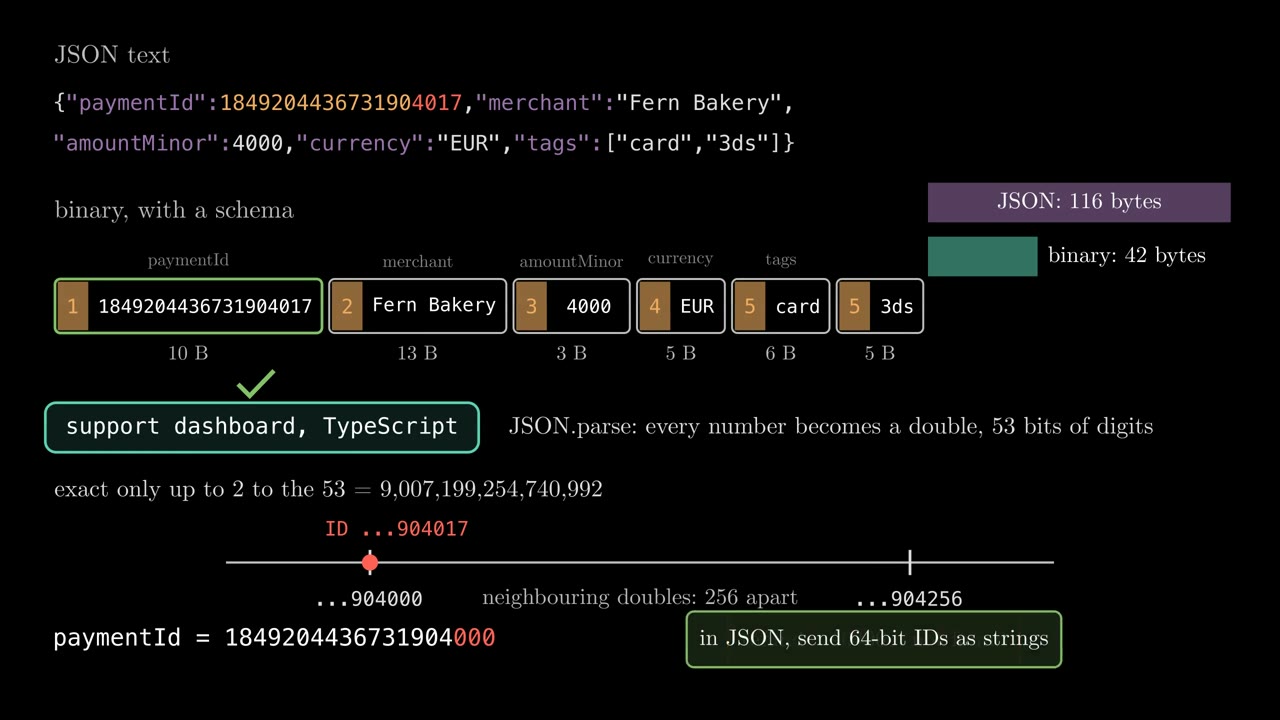 JSON text
{"paymentId":1849204436731904017,"merchant":"Fern Bakery",
"amountMinor":4000,"currency":"EUR","tags":["card","3ds"]}
binary, with a schema
JSON: 116 bytes
binary: 42 bytes
paymentId merchant amountMinor currency tags
1 1849204436731904017 2 Fern Bakery 3 4000 4 EUR 5 card 5 3ds
10 B 13 B 3 B 5 B 6 B 5 B
support dashboard, TypeScript JSON.parse: every number becomes a double, 53 bits of digits
exact only up to 2 to the 53 = 9,007,199,254,740,992
ID ...904017
...904000 neighbouring doubles: 256 apart ...904256
paymentId = 1849204436731904000 in JSON, send 64-bit IDs as strings